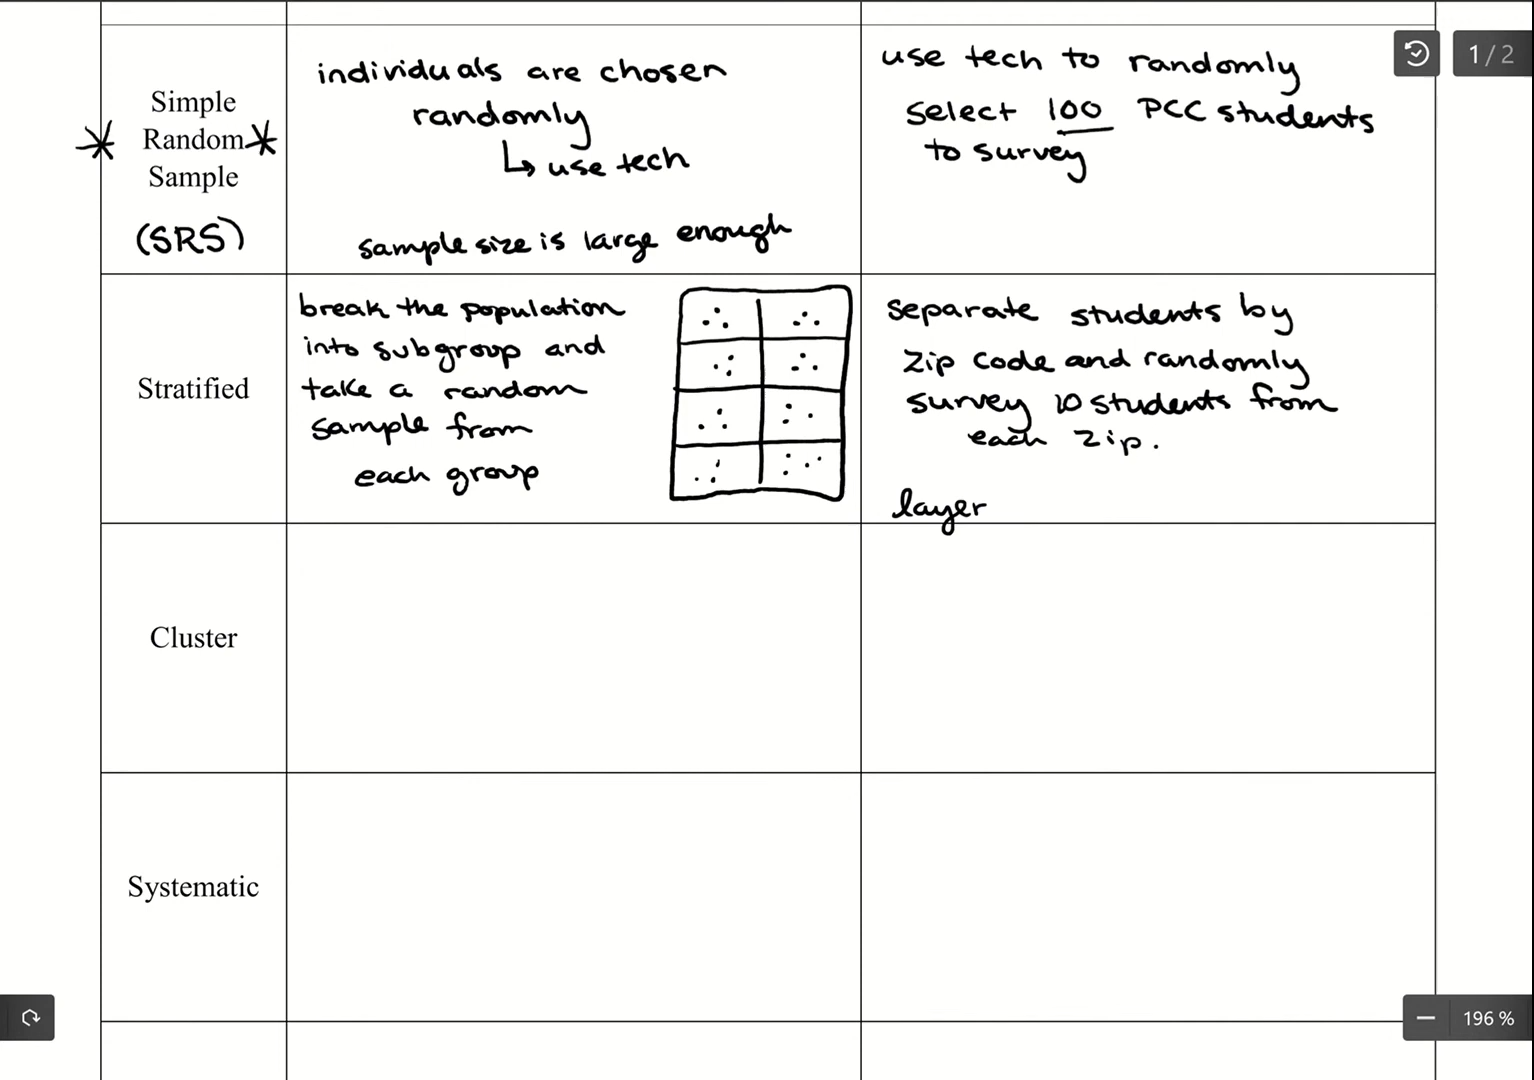 Simple
Random
Sample
(SRS)
individuals are chosen
randomly
↳ use tech
sample size is large enough
use tech to randomly
select 100 PCC students
to survey
1 / 2
Stratified
break the population
into subgroup and
take a random
sample from
each group
separate students by
zip code and randomly
survey 10 students from
each zip.
layer
Cluster
Systematic
196 %